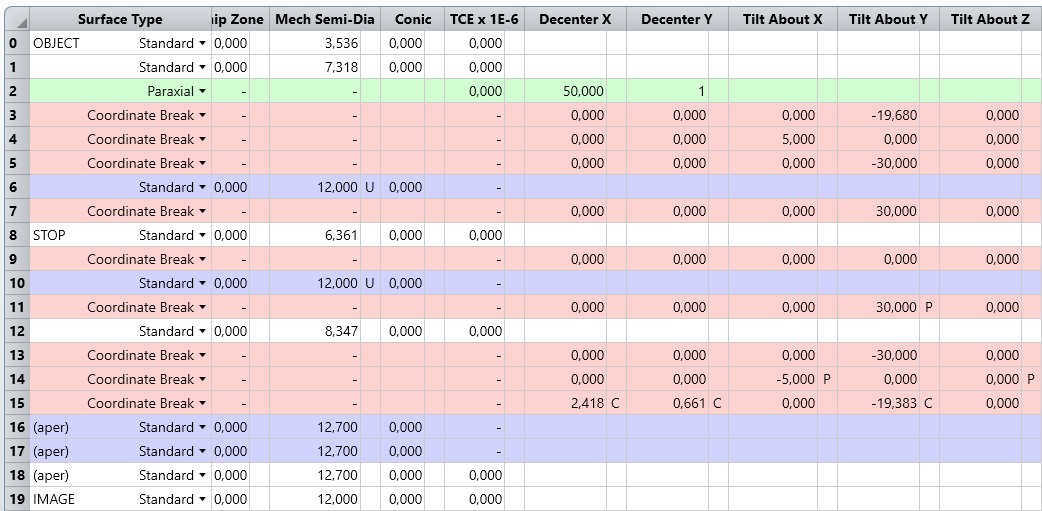 Surface Type ip Zone Mech Semi-Dia Conic TCE x 1E-6 Decenter X Decenter Y Tilt About X Tilt About Y Tilt About Z
0 OBJECT Standard 0,000 3,536 0,000 0,000
1 Standard 0,000 7,318 0,000 0,000
2 Paraxial - - 0,000 50,000 1
3 Coordinate Break - - - 0,000 0,000 0,000 -19,680 0,000
4 Coordinate Break - - - 0,000 0,000 5,000 0,000 0,000
5 Coordinate Break - - - 0,000 0,000 0,000 -30,000 0,000
6 Standard 0,000 12,000 U 0,000 -
7 Coordinate Break - - - 0,000 0,000 0,000 30,000 0,000
8 STOP Standard 0,000 6,361 0,000 0,000
9 Coordinate Break - - - 0,000 0,000 0,000 0,000 0,000
10 Standard 0,000 12,000 U 0,000 -
11 Coordinate Break - - - 0,000 0,000 0,000 30,000 P 0,000
12 Standard 0,000 8,347 0,000 0,000
13 Coordinate Break - - - 0,000 0,000 0,000 -30,000 0,000
14 Coordinate Break - - - 0,000 0,000 -5,000 P 0,000 0,000 P
15 Coordinate Break - - - 2,418 C 0,661 C 0,000 -19,383 C 0,000
16 (aper) Standard 0,000 12,700 0,000 -
17 (aper) Standard 0,000 12,700 0,000 -
18 (aper) Standard 0,000 12,700 0,000 0,000
19 IMAGE Standard 0,000 12,000 0,000 0,000